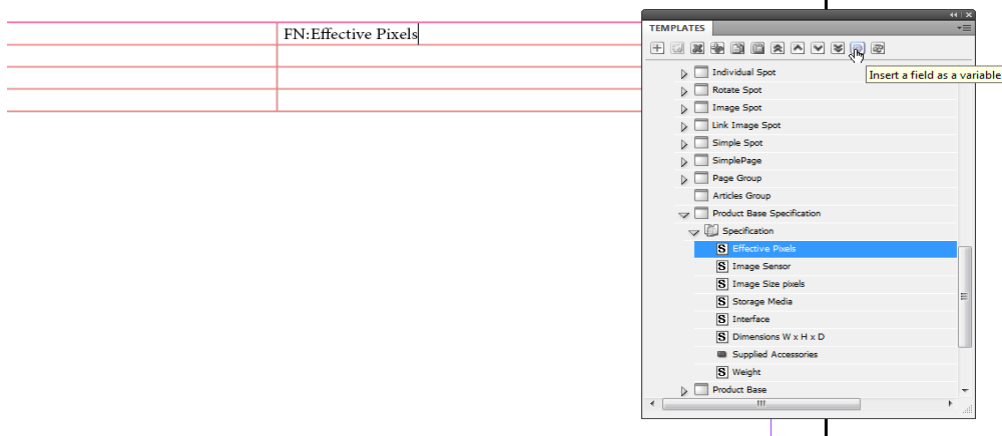 FN:Effective Pixels
TEMPLATES
Insert a field as a variable
Individual Spot
Rotate Spot
Image Spot
Link Image Spot
Simple Spot
SimplePage
Page Group
Articles Group
Product Base Specification
Specification
S Effective Pixels
S Image Sensor
S Image Size pixels
S Storage Media
S Interface
S Dimensions W x H x D
Supplied Accessories
S Weight
Product Base